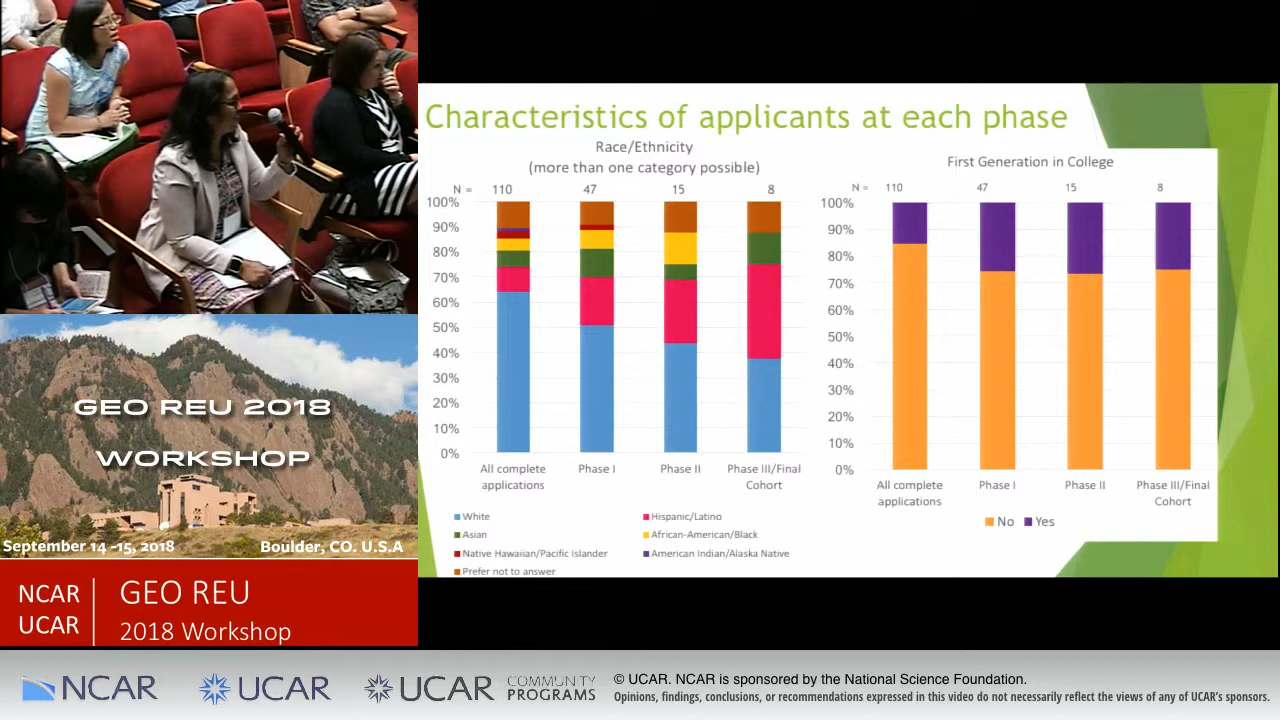 Characteristics of applicants at each phase
Race/Ethnicity
(more than one category possible)
N = 110 47 15 8
100%
90%
80%
70%
60%
50%
40%
30%
20%
10%
0%
All complete applications
Phase I
Phase II
Phase III/Final Cohort
White
Hispanic/Latino
Asian
African-American/Black
Native Hawaiian/Pacific Islander
American Indian/Alaska Native
Prefer not to answer
First Generation in College
N = 110 47 15 8
100%
90%
80%
70%
60%
50%
40%
30%
20%
10%
0%
All complete applications
Phase I
Phase II
Phase III/Final Cohort
No Yes
GEO REU 2018
WORKSHOP
September 14 -15, 2018 Boulder, CO. U.S.A
NCAR
UCAR
GEO REU
2018 Workshop
NCAR
UCAR
UCAR
COMMUNITY
PROGRAMS
© UCAR. NCAR is sponsored by the National Science Foundation.
Opinions, findings, conclusions, or recommendations expressed in this video do not necessarily reflect the views of any of UCAR's sponsors.